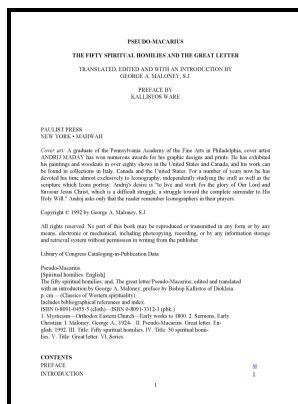 PSEUDO-MACARIUS
THE FIFTY SPIRITUAL HOMILIES AND THE GREAT LETTER
TRANSLATED, EDITED AND WITH AN INTRODUCTION BY
GEORGE A. MALONEY, S.J.
PREFACE BY
KALLISTOS WARE
PAULIST PRESS
NEW YORK • MAHWAH
Cover art: A graduate of the Pennsylvania Academy of the Fine Arts in Philadelphia, cover artist
ANDRIJ MADAY has won numerous awards for his graphic designs and prints. He has exhibited
his paintings and woodcuts in over eighty shows in the United States and Canada, and his work can
be found in collections in Italy, Canada and the United States. For a number of years now he has
devoted his time almost exclusively to Iconography, independently studying the craft as well as the
scripture which Icons portray. Andrij's desire is "to live and work for the glory of Our Lord and
Saviour Jesus Christ, which is a difficult struggle, a struggle toward the complete surrender to His
Holy Will." Andrij asks only that the reader remember Iconographers in their prayers.
Copyright © 1992 by George A. Maloney, S.J
All rights reserved. No part of this book may be reproduced or transmitted in any form or by any
means, electronic or mechanical, including photocopying, recording, or by any information storage
and retrieval system without permission in writing from the publisher.
Library of Congress Cataloging-in-Publication Data
Pseudo-Macarius.
[Spiritual homilies. English]
The fifty spiritual homilies; and, The great letter/Pseudo-Macarius; edited and translated
with an introduction by George A. Maloney; preface by Bishop Kallistos of Diokleia.
p. cm.—(Classics of Western spirituality)
Includes bibliographical references and index.
ISBN 0-8091-0455-5 (cloth)—ISBN 0-8091-3312-1 (pbk.)
1. Mysticism—Orthodox Eastern Church—Early works to 1800. 2. Sermons, Early
Christian. I. Maloney, George A., 1924- . II. Pseudo-Macarius. Great letter. En-
glish. 1992. III. Title: Fifty spiritual homilies. IV. Title: 50 spiritual homi-
lies. V. Title: Great letter. VI. Series.
CONTENTS
PREFACE xi
INTRODUCTION 1
1